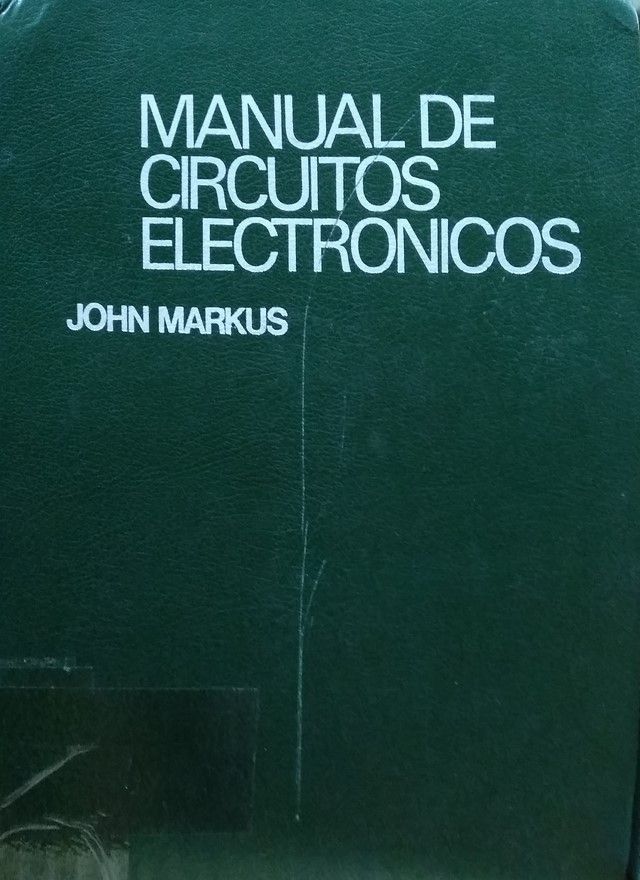 MANUAL DE
CIRCUITOS
ELECTRONICOS
JOHN MARKUS